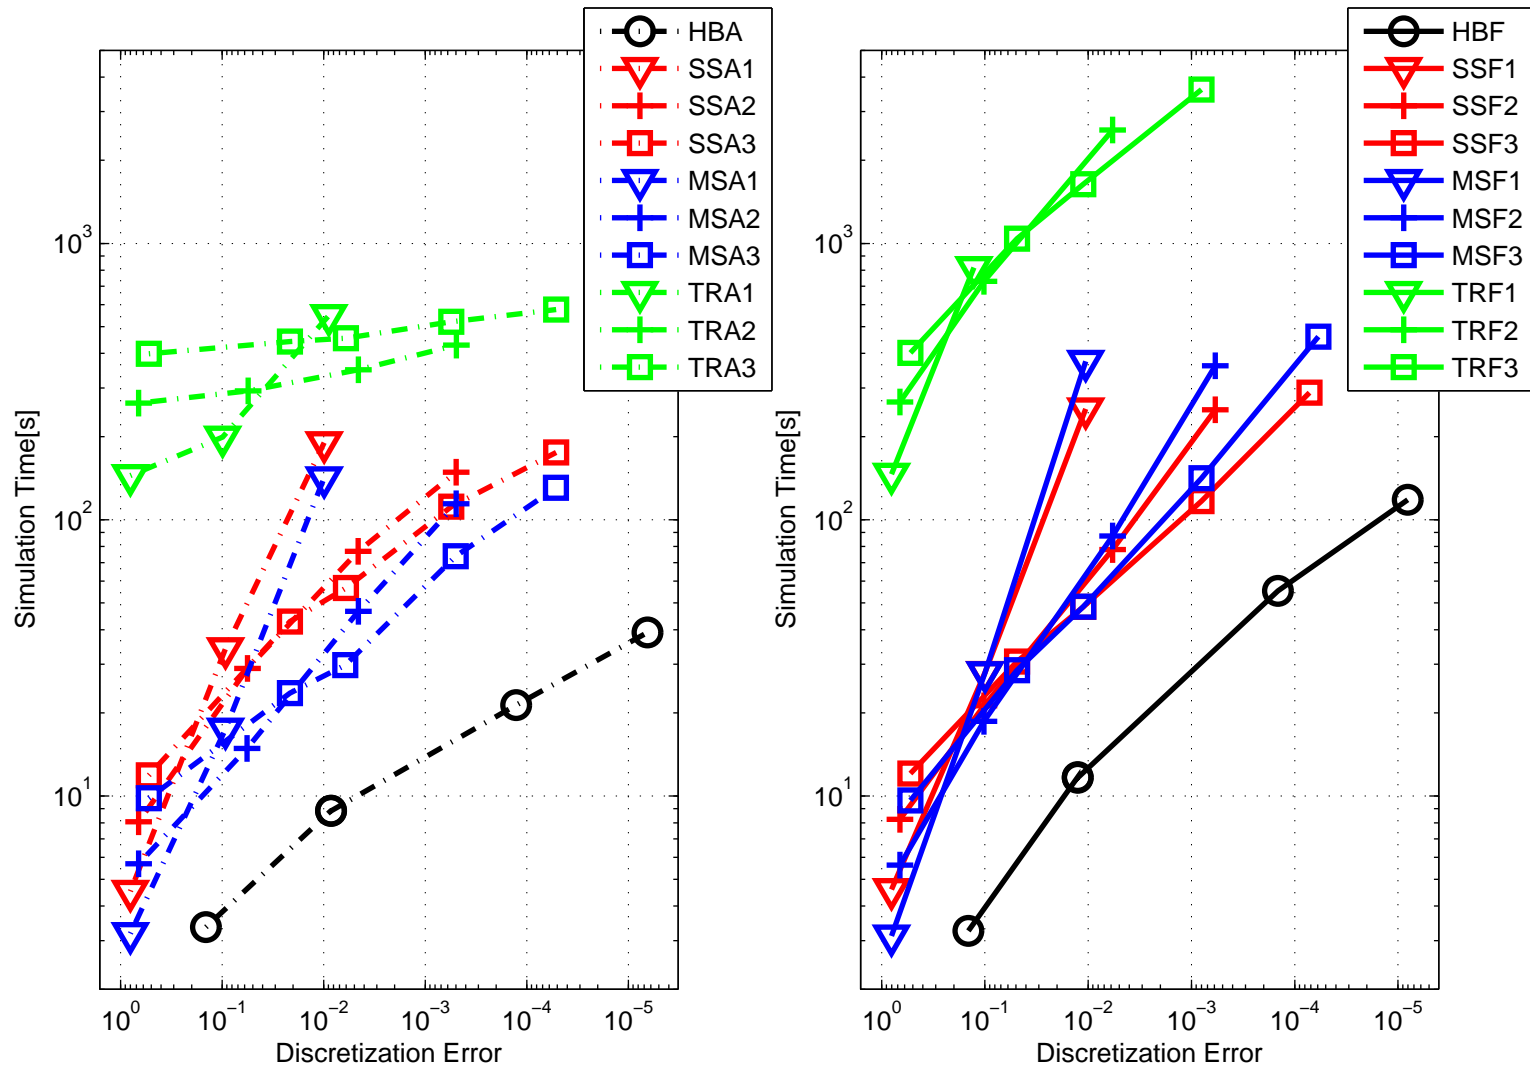 HBA
SSA1
SSA2
SSA3
MSA1
MSA2
MSA3
TRA1
TRA2
TRA3
10³
10²
10¹
Simulation Time[s]
10⁰ 10⁻¹ 10⁻² 10⁻³ 10⁻⁴ 10⁻⁵
Discretization Error
HBF
SSF1
SSF2
SSF3
MSF1
MSF2
MSF3
TRF1
TRF2
TRF3
10³
10²
10¹
Simulation Time[s]
10⁰ 10⁻¹ 10⁻² 10⁻³ 10⁻⁴ 10⁻⁵
Discretization Error